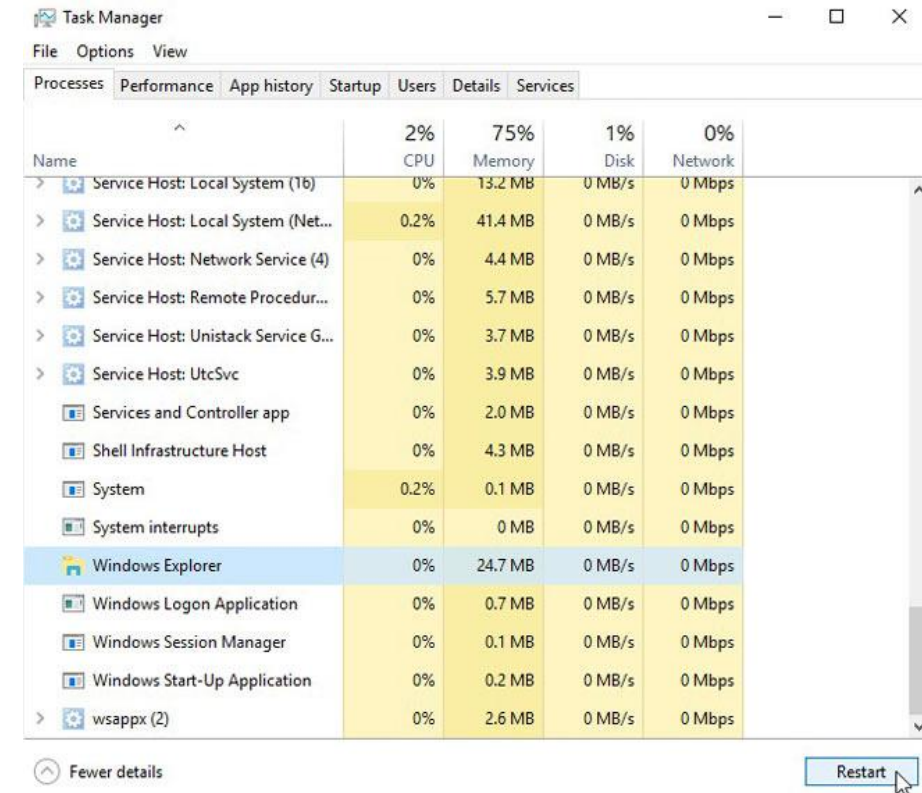 Task Manager
File Options View
Processes Performance App history Startup Users Details Services
2% 75% 1% 0%
Name CPU Memory Disk Network
Service Host: Local System (16) 0% 13.2 MB 0 MB/s 0 Mbps
Service Host: Local System (Net... 0.2% 41.4 MB 0 MB/s 0 Mbps
Service Host: Network Service (4) 0% 4.4 MB 0 MB/s 0 Mbps
Service Host: Remote Procedur... 0% 5.7 MB 0 MB/s 0 Mbps
Service Host: Unistack Service G... 0% 3.7 MB 0 MB/s 0 Mbps
Service Host: UtcSvc 0% 3.9 MB 0 MB/s 0 Mbps
Services and Controller app 0% 2.0 MB 0 MB/s 0 Mbps
Shell Infrastructure Host 0% 4.3 MB 0 MB/s 0 Mbps
System 0.2% 0.1 MB 0 MB/s 0 Mbps
System interrupts 0% 0 MB 0 MB/s 0 Mbps
Windows Explorer 0% 24.7 MB 0 MB/s 0 Mbps
Windows Logon Application 0% 0.7 MB 0 MB/s 0 Mbps
Windows Session Manager 0% 0.1 MB 0 MB/s 0 Mbps
Windows Start-Up Application 0% 0.2 MB 0 MB/s 0 Mbps
wsappx (2) 0% 2.6 MB 0 MB/s 0 Mbps
Fewer details Restart